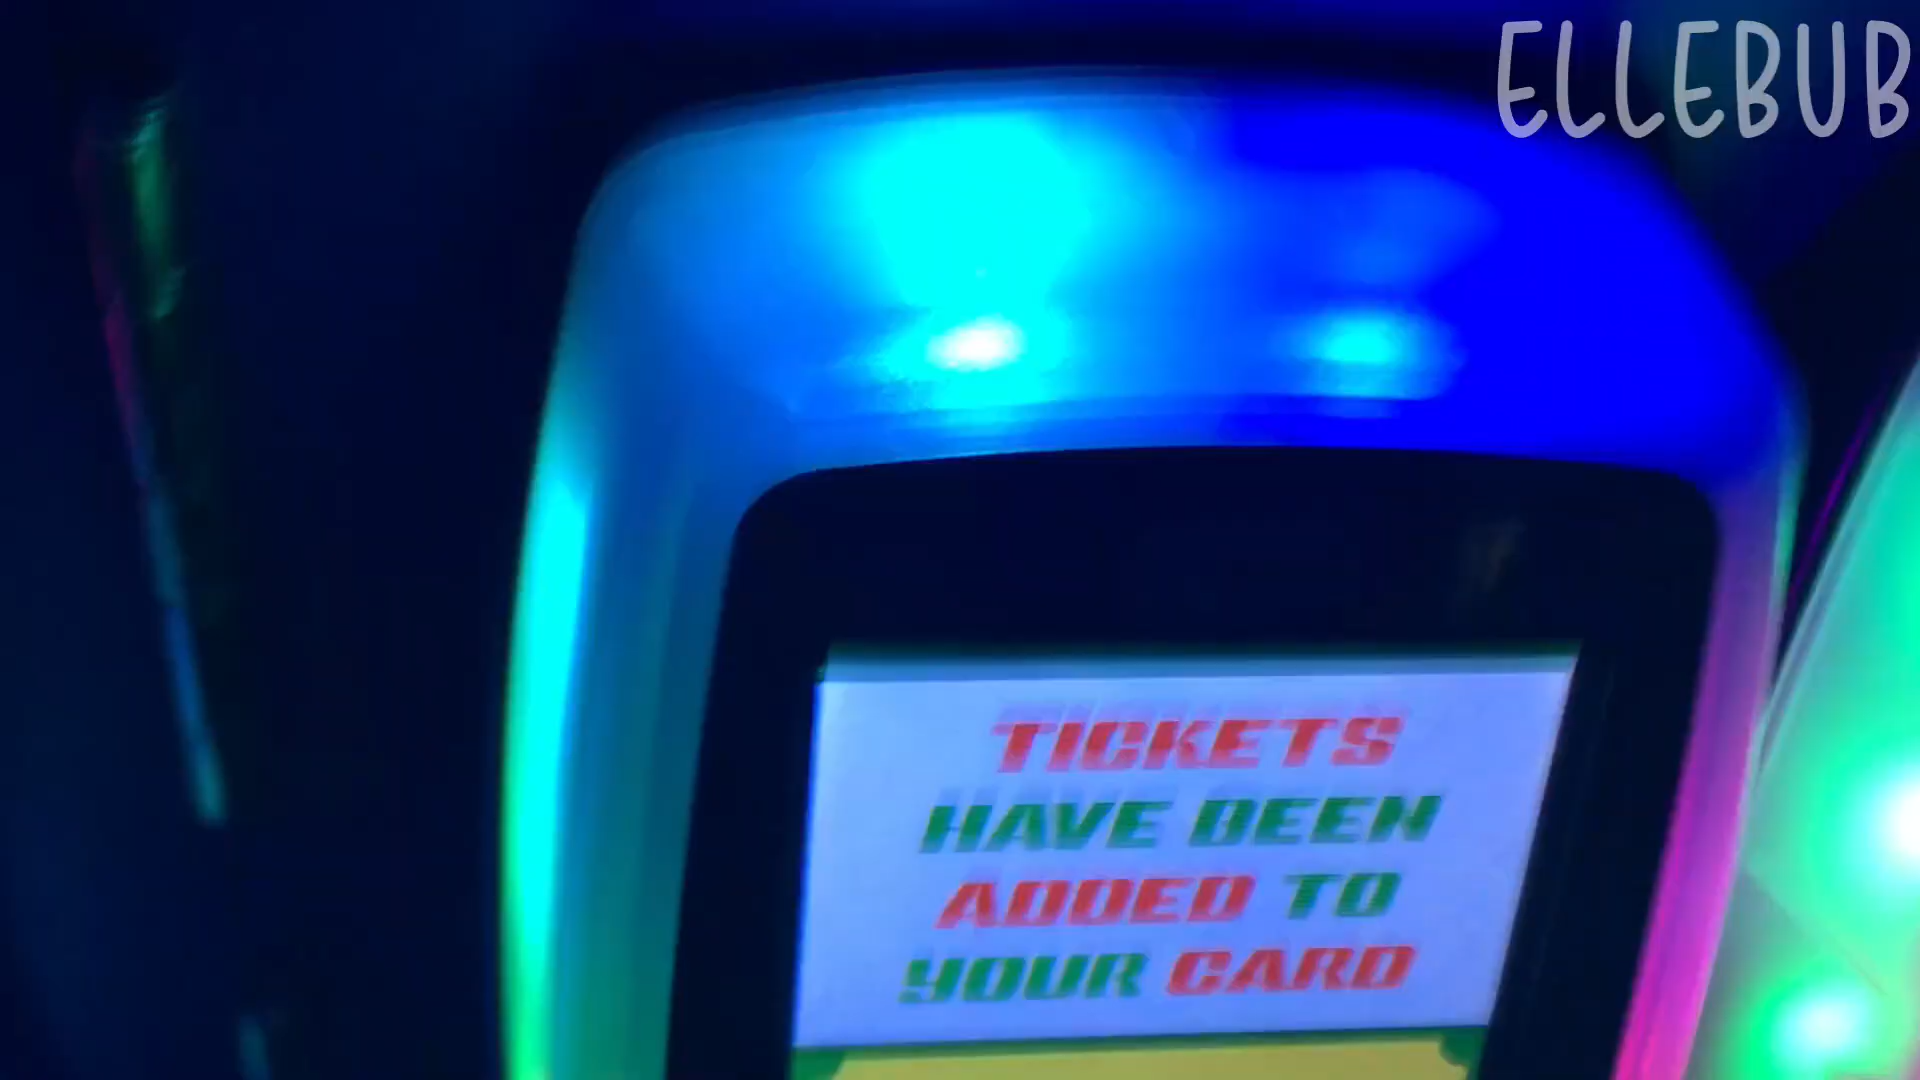 ELLEBUB
TICKETS
HAVE BEEN
ADDED TO
YOUR CARD